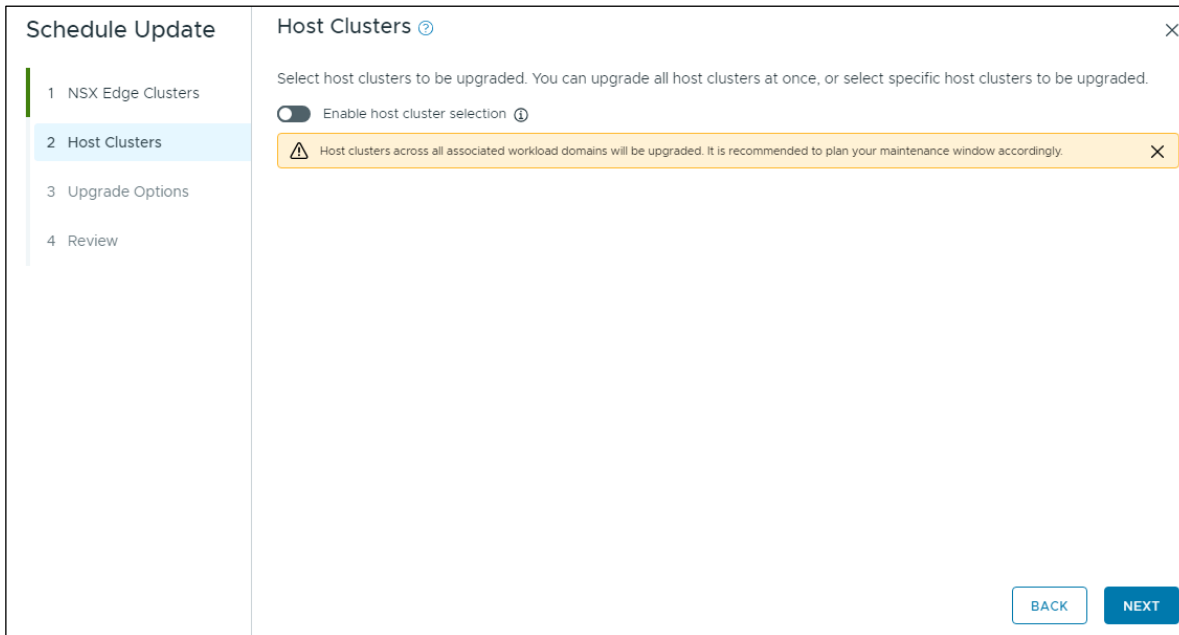 Schedule Update
1 NSX Edge Clusters
2 Host Clusters
3 Upgrade Options
4 Review
Host Clusters
Select host clusters to be upgraded. You can upgrade all host clusters at once, or select specific host clusters to be upgraded.
Enable host cluster selection
Host clusters across all associated workload domains will be upgraded. It is recommended to plan your maintenance window accordingly.
BACK NEXT